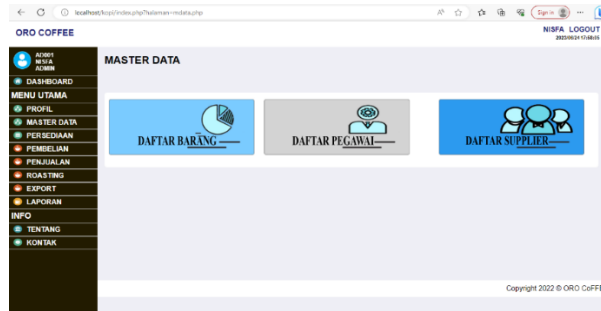 localhost/kopi/index.php?halaman=mdata.php
Sign in
ORO COFFEE
NISFA LOGOUT
AD001
NISFA
ADMIN
DASHBOARD
MENU UTAMA
PROFIL
MASTER DATA
PERSEDIAAN
PEMBELIAN
PENJUALAN
ROASTING
EXPORT
LAPORAN
INFO
TENTANG
KONTAK
MASTER DATA
DAFTAR BARANG
DAFTAR PEGAWAI
DAFTAR SUPPLIER
Copyright 2022 © ORO CoFFE